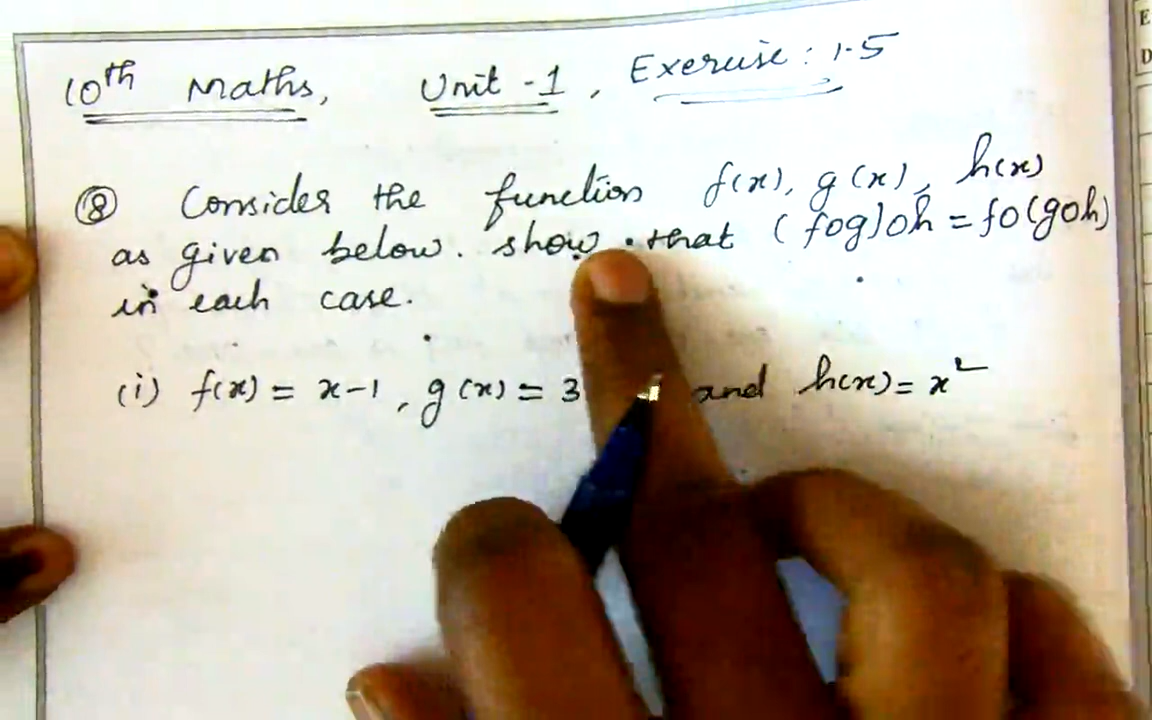 10th Maths, Unit -1, Exercise : 1.5
⑧ Consider the function f(x), g(x), h(x)
as given below. show that (fog)oh = fo(goh)
in each case.
(i) f(x) = x-1, g(x) = 3 and h(x) = x²
E
D